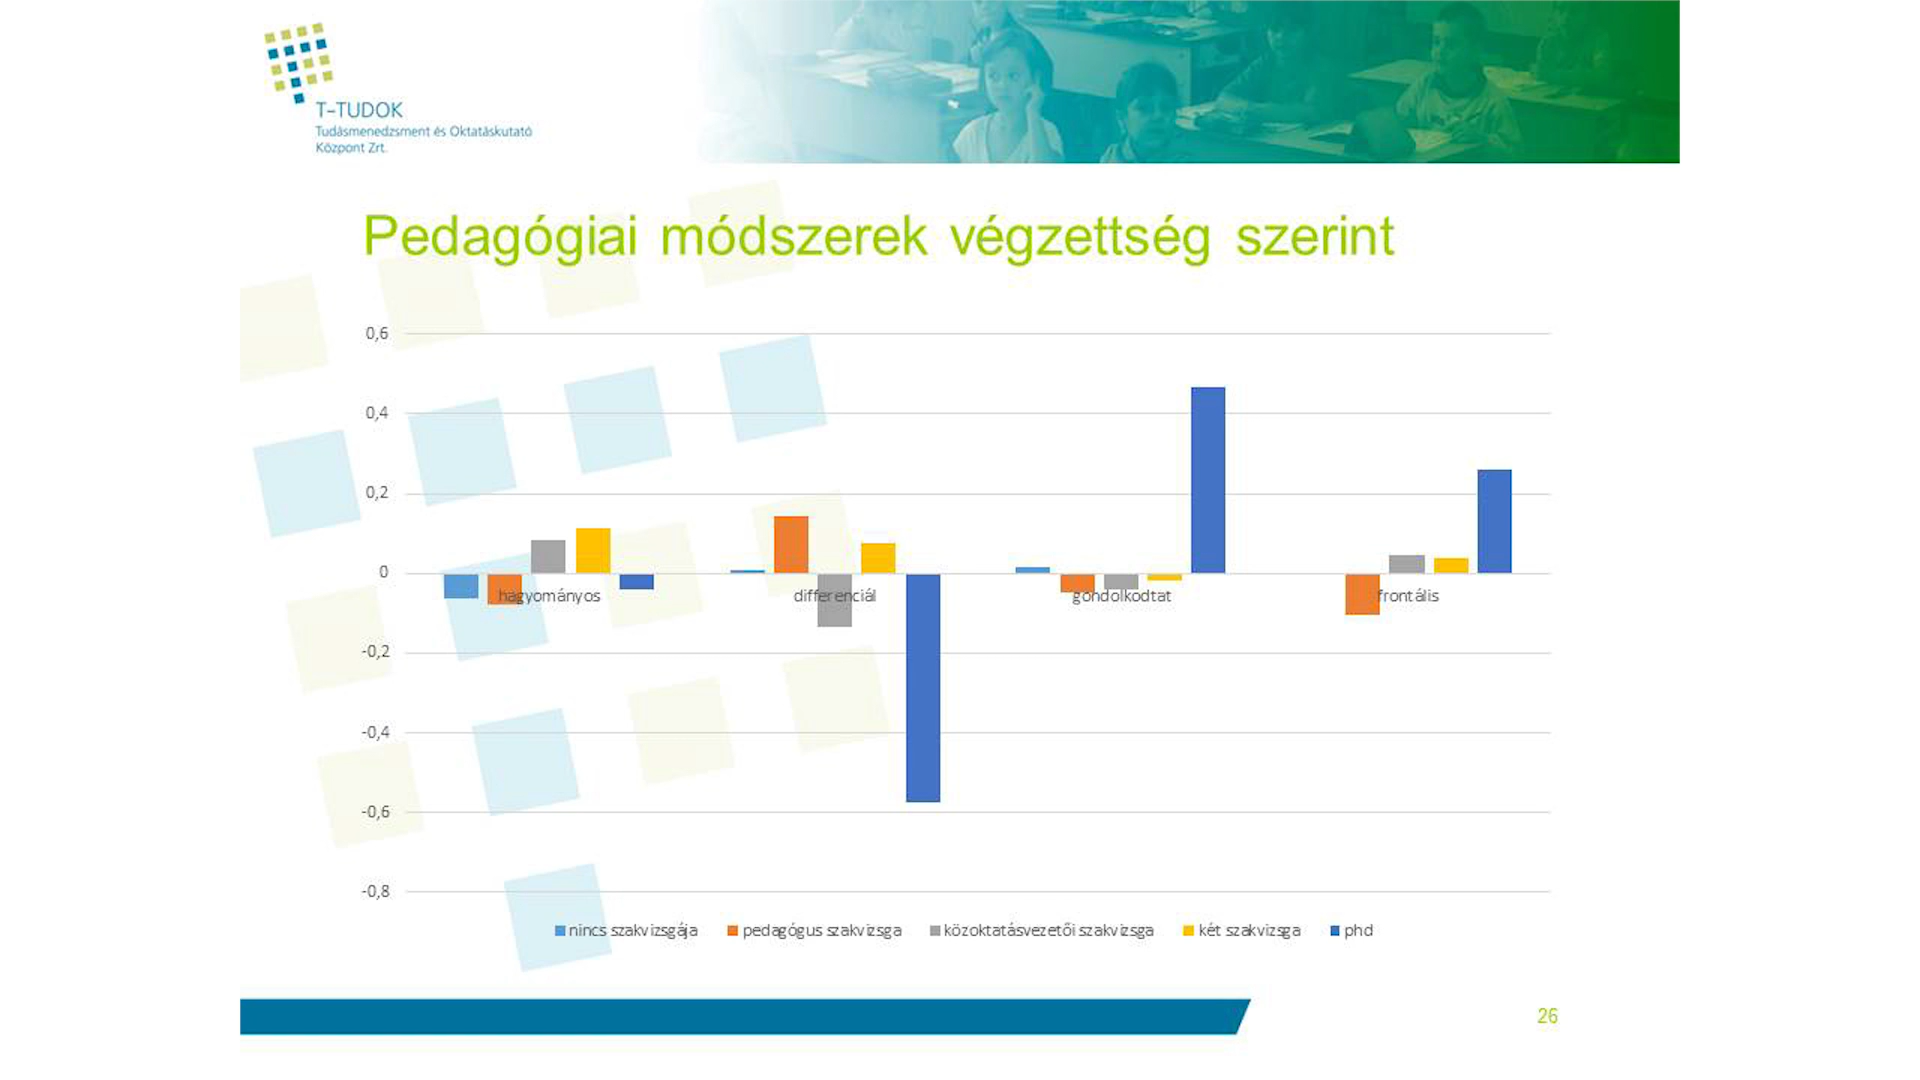 T-TUDOK
Tudásmenedzsment és Oktatáskutató
Központ Zrt.
Pedagógiai módszerek végzettség szerint
0,6
0,4
0,2
0
-0,2
-0,4
-0,6
-0,8
hagyományos differenciál gondolkodtat frontális
nincs szakvizsgája pedagógus szakvizsga közoktatásvezetői szakvizsga két szakvizsga phd
26